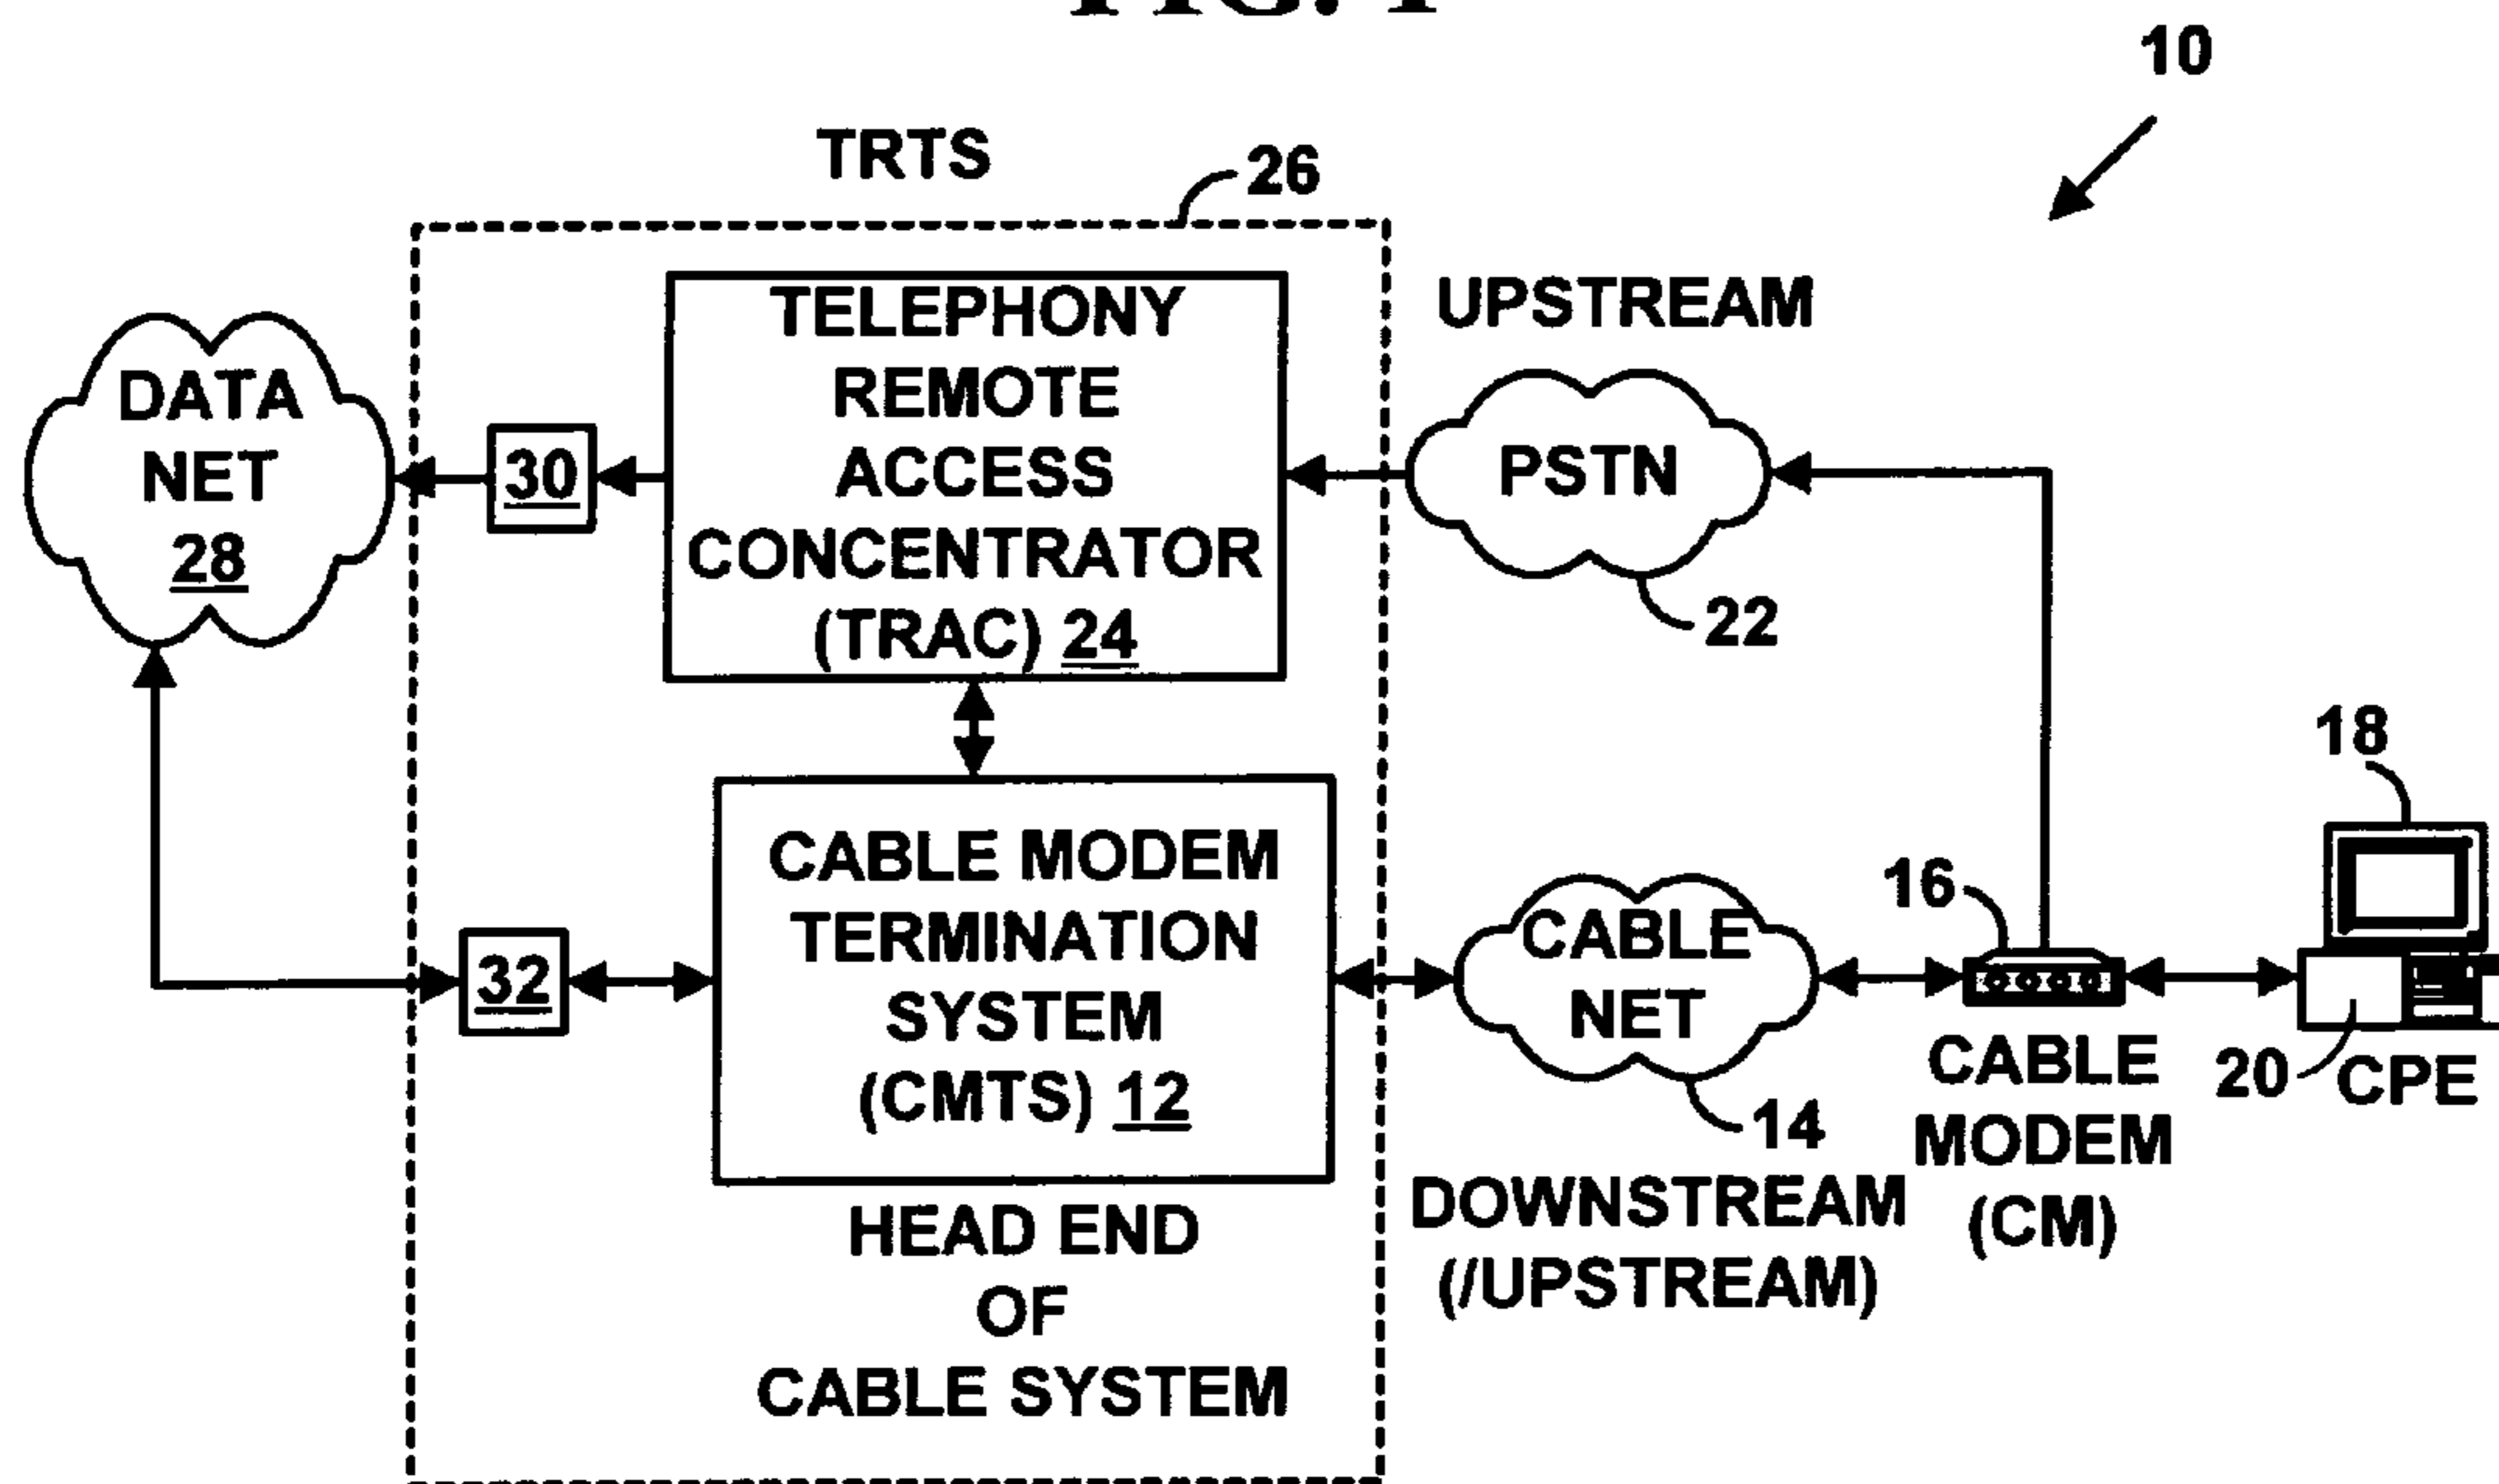 FIG. 1
10
TRTS
26
UPSTREAM
TELEPHONY
REMOTE
ACCESS
CONCENTRATOR
(TRAC) 24
DATA
NET
28
30
PSTN
22
18
CABLE MODEM
TERMINATION
SYSTEM
(CMTS) 12
32
CABLE
NET
14
16
CABLE
MODEM
(CM)
20
CPE
DOWNSTREAM
(/UPSTREAM)
HEAD END
OF
CABLE SYSTEM